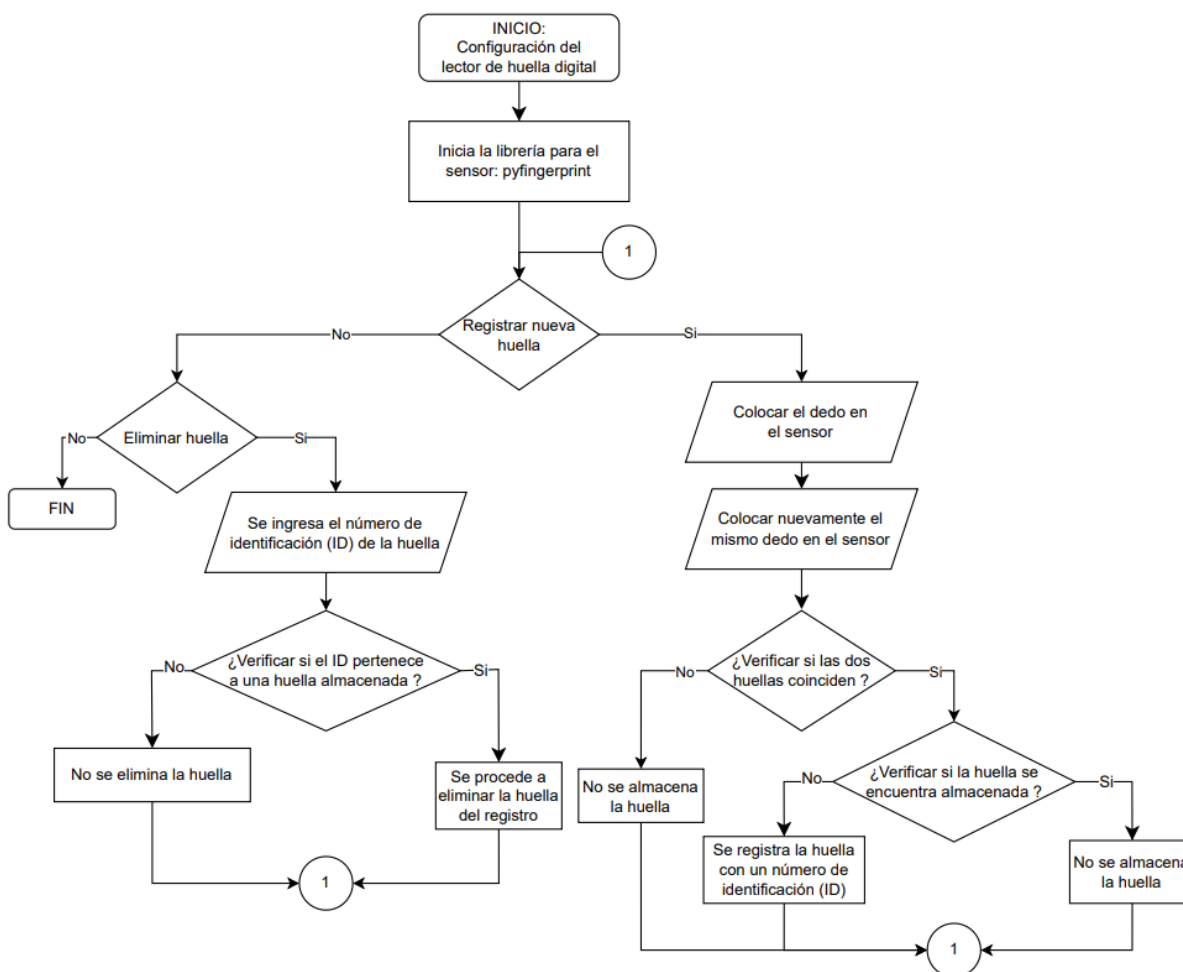 INICIO:
Configuración del
lector de huella digital
Inicia la librería para el
sensor: pyfingerprint
1
Registrar nueva
huella
No
Si
Eliminar huella
No
Si
FIN
Se ingresa el número de
identificación (ID) de la huella
¿Verificar si el ID pertenece
a una huella almacenada ?
No
Si
No se elimina la huella
Se procede a
eliminar la huella
del registro
1
Colocar el dedo en
el sensor
Colocar nuevamente el
mismo dedo en el sensor
¿Verificar si las dos
huellas coinciden ?
No
Si
No se almacena
la huella
¿Verificar si la huella se
encuentra almacenada ?
No
Si
Se registra la huella
con un número de
identificación (ID)
No se almacena
la huella
1